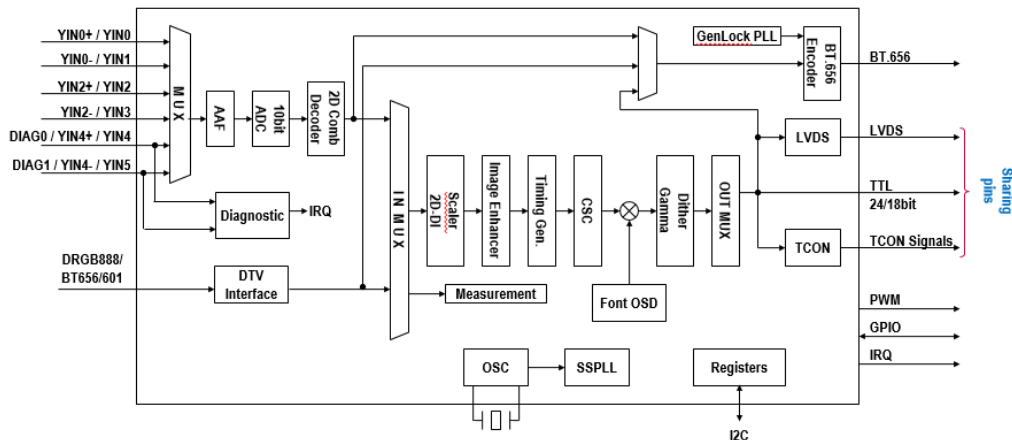 YIN0+ / YIN0
YIN0- / YIN1
YIN2+ / YIN2
YIN2- / YIN3
DIAG0 / YIN4+ / YIN4
DIAG1 / YIN4- / YIN5
MUX
AAF
10bit
ADC
2D Comb
Decoder
Diagnostic
IRQ
DRGB888/
BT656/601
DTV
Interface
IN MUX
Scaler
2D-DI
Image Enhancer
Timing Gen.
CSC
Measurement
Font OSD
Dither
Gamma
OUT MUX
GenLock PLL
BT.656
Encoder
BT.656
LVDS
LVDS
TTL
24/18bit
TCON
TCON Signals
Sharing
pins
PWM
GPIO
IRQ
OSC
SSPLL
Registers
I2C